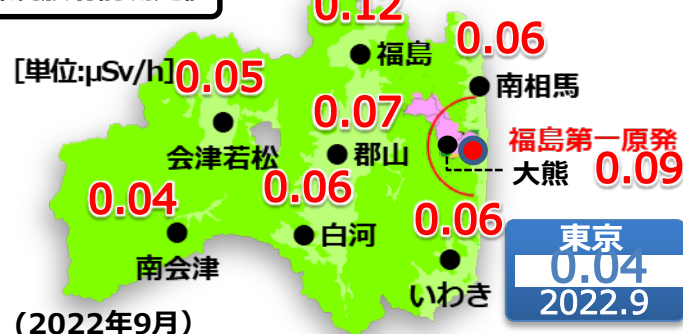 0.12
福島
0.06
[単位:μSv/h]
0.05
南相馬
0.07
福島第一原発
会津若松
郡山
大熊
0.09
0.04
0.06
0.06
白河
東京
南会津
0.04
いわき
2022.9
(2022年9月)